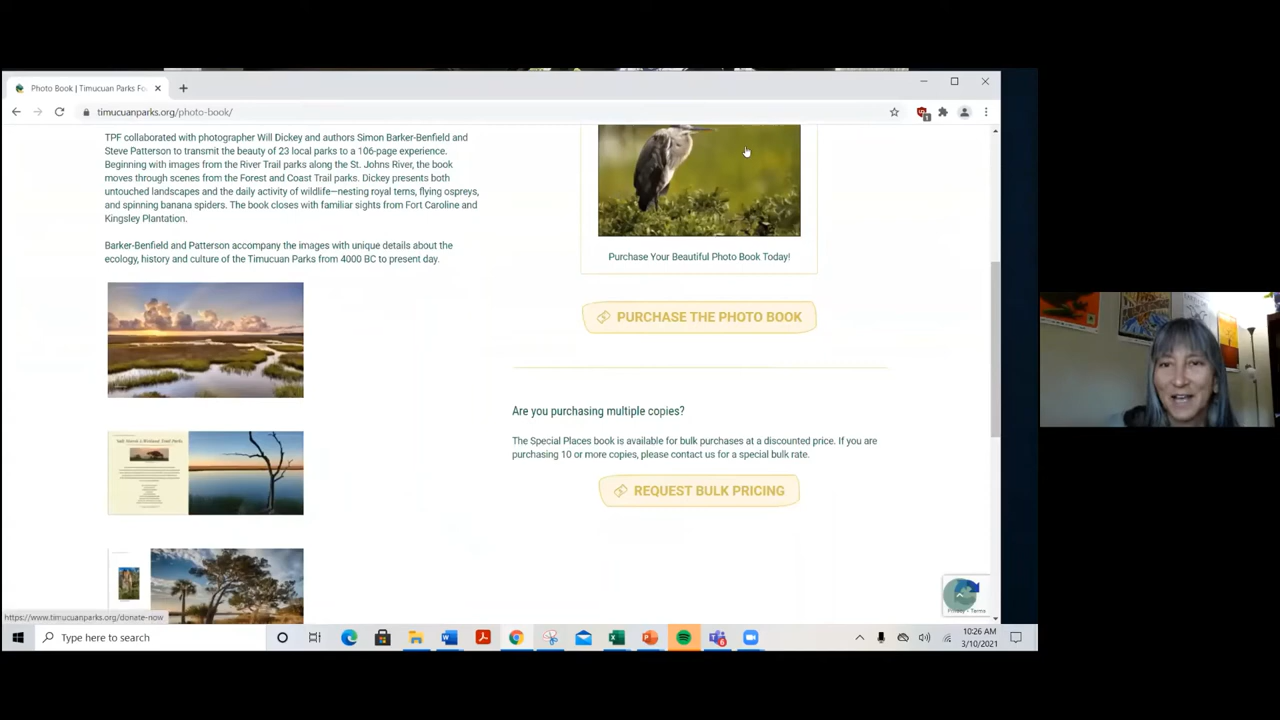 Photo Book | Timucuan Parks Fo
timucuanparks.org/photo-book/
TPF collaborated with photographer Will Dickey and authors Simon Barker-Benfield and
Steve Patterson to transmit the beauty of 23 local parks to a 106-page experience.
Beginning with images from the River Trail parks along the St. Johns River, the book
moves through scenes from the Forest and Coast Trail parks. Dickey presents both
untouched landscapes and the daily activity of wildlife—nesting royal terns, flying ospreys,
and spinning banana spiders. The book closes with familiar sights from Fort Caroline and
Kingsley Plantation.
Barker-Benfield and Patterson accompany the images with unique details about the
ecology, history and culture of the Timucuan Parks from 4000 BC to present day.
Purchase Your Beautiful Photo Book Today!
PURCHASE THE PHOTO BOOK
Are you purchasing multiple copies?
The Special Places book is available for bulk purchases at a discounted price. If you are
purchasing 10 or more copies, please contact us for a special bulk rate.
REQUEST BULK PRICING
Privacy - Terms
https://www.timucuanparks.org/donate-now
Type here to search
10:26 AM
3/10/2021